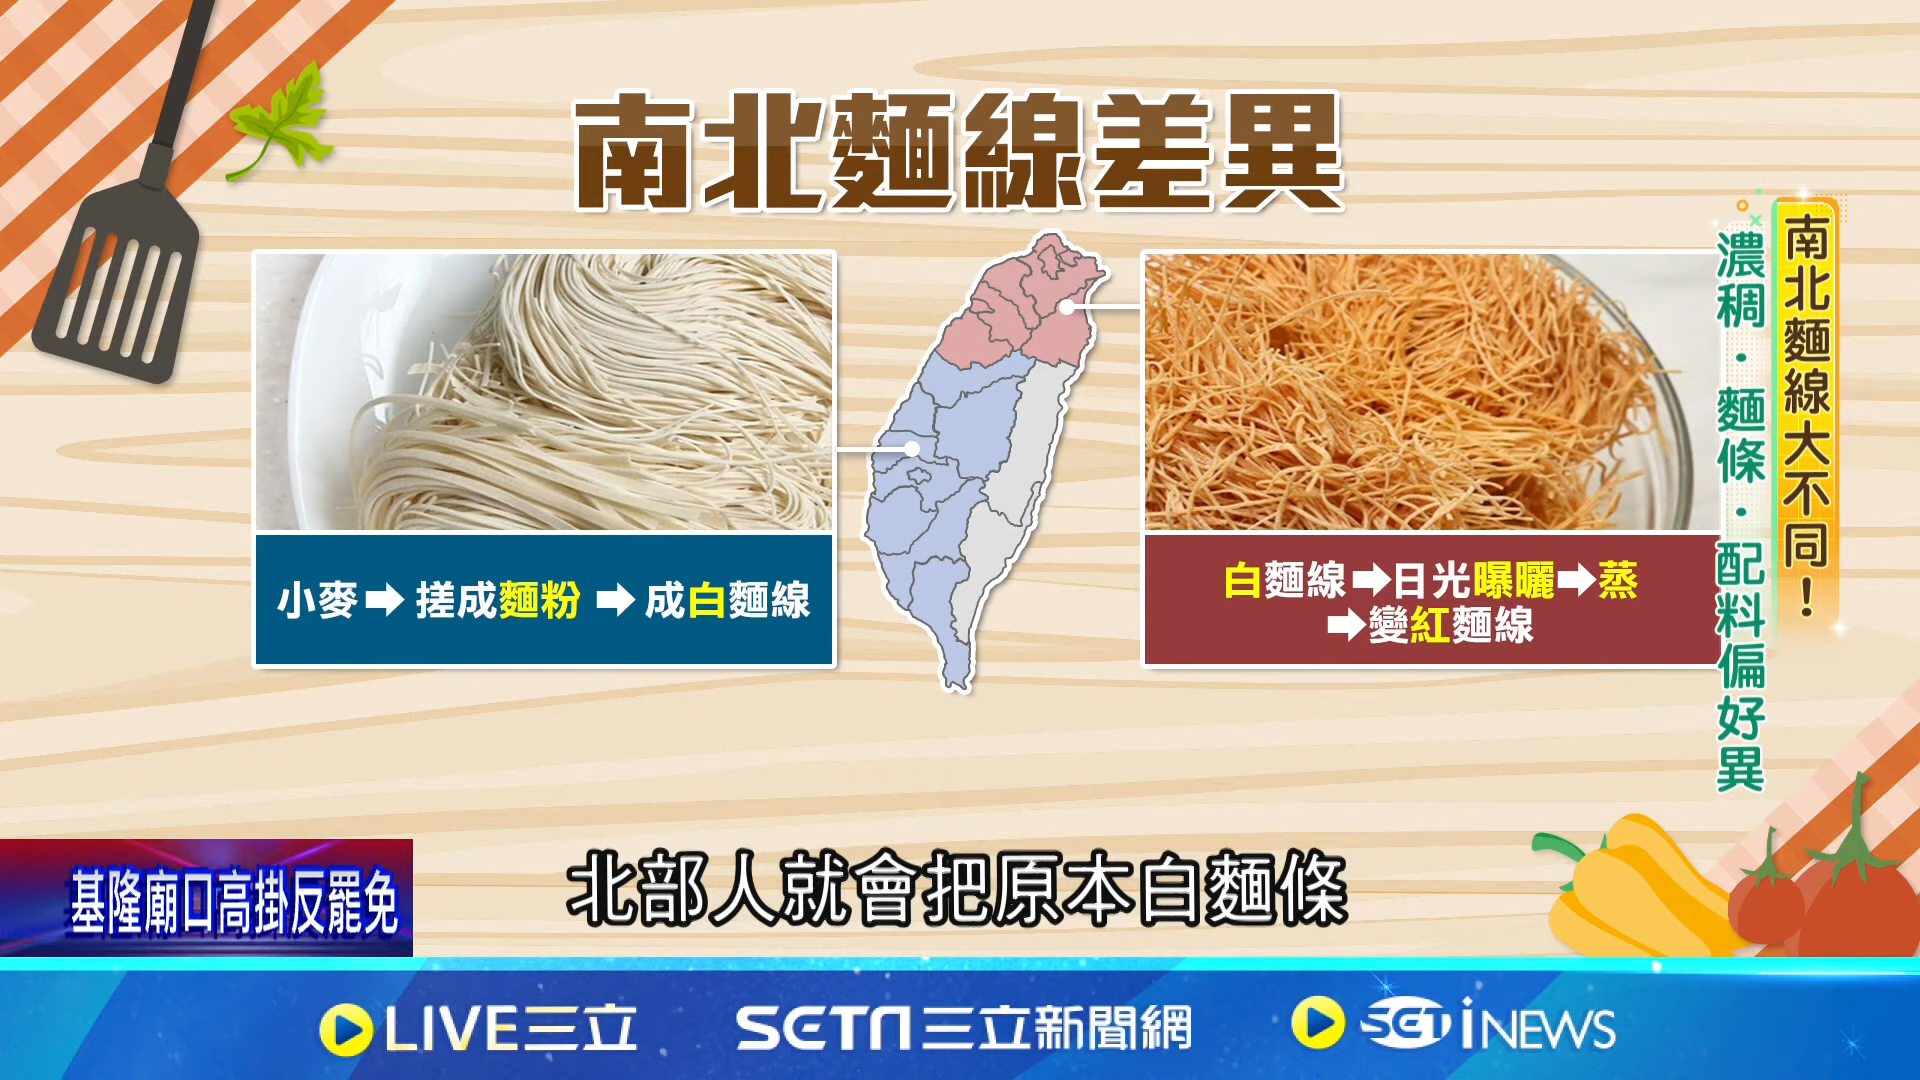 南北麵線差異
小麥➡搓成麵粉➡成白麵線
白麵線➡日光曝曬➡蒸
➡變紅麵線
南北麵線大不同!
濃稠·麵條·配料偏好異
基隆廟口高掛反罷免
北部人就會把原本白麵條
LIVE三立
SETN三立新聞網
SET iNEWS